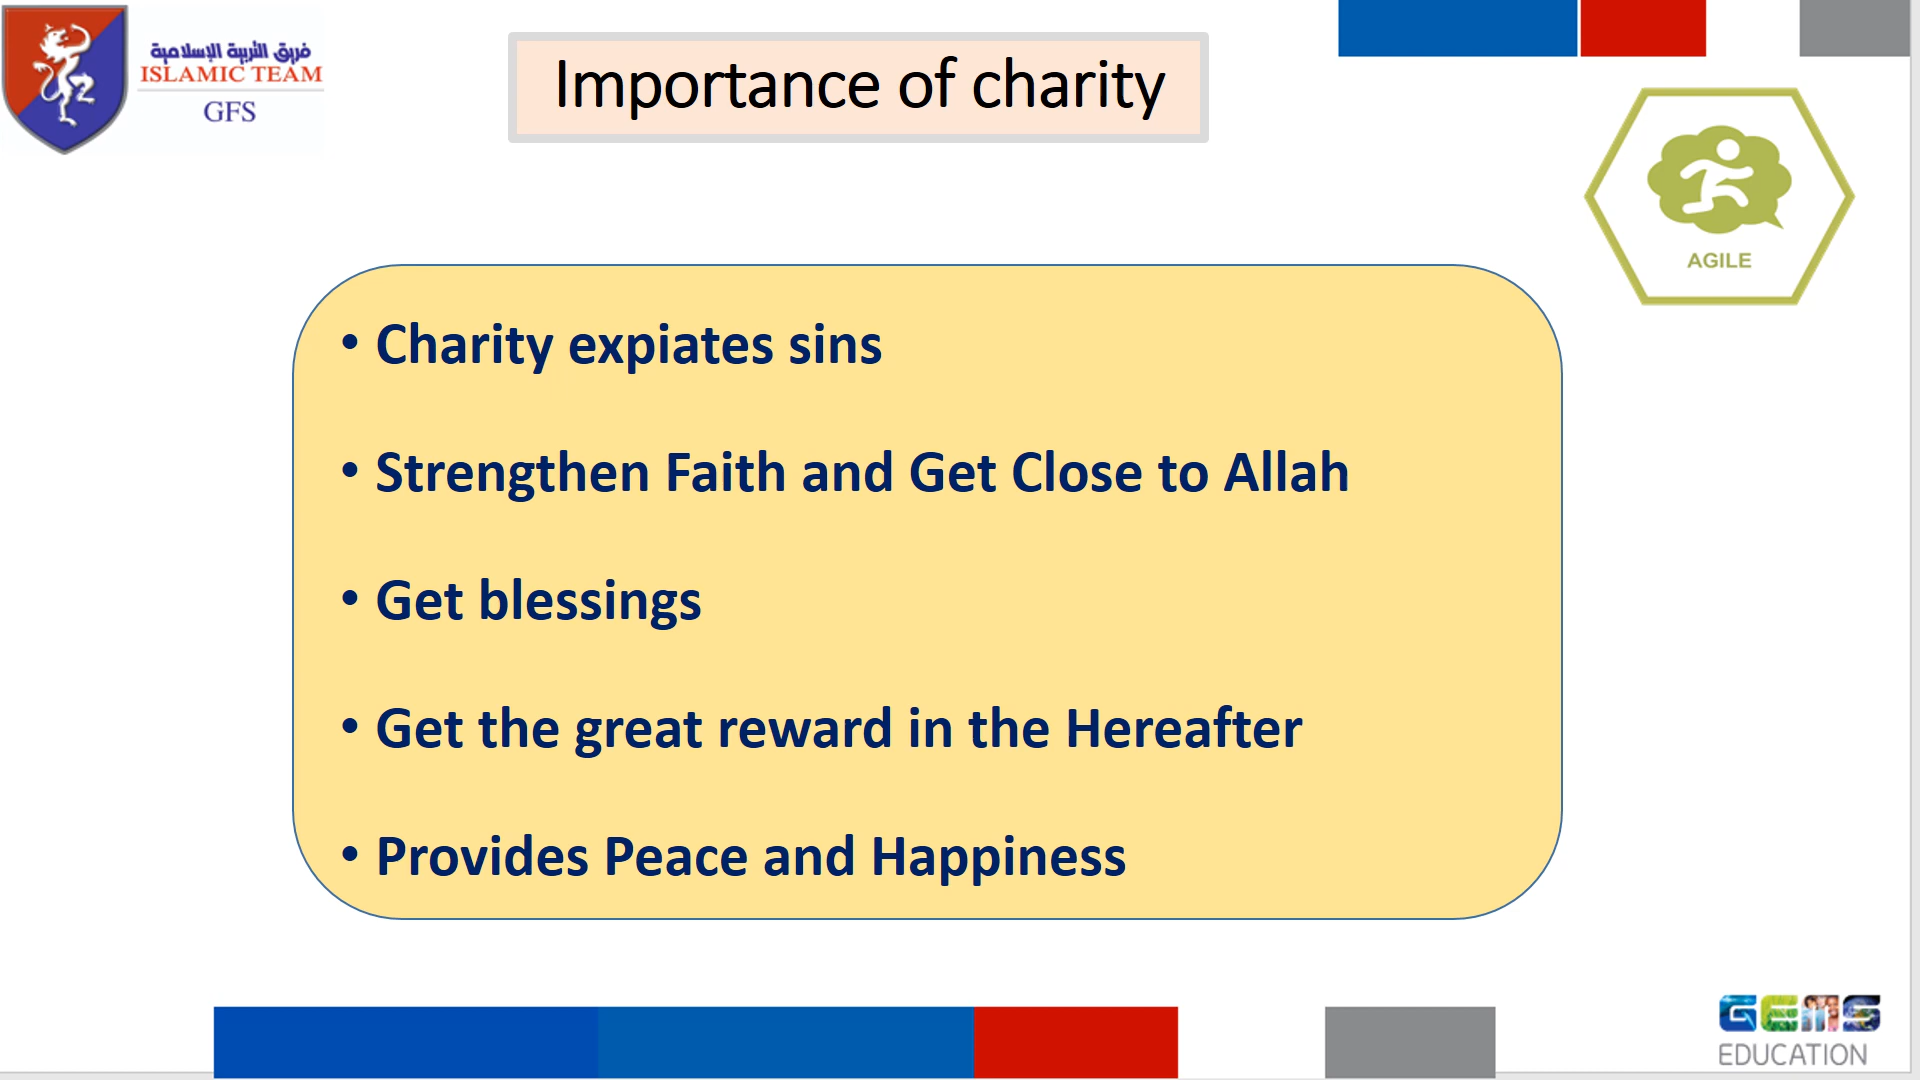 فريق التربية الإسلامية
ISLAMIC TEAM
GFS
Importance of charity
AGILE
• Charity expiates sins
• Strengthen Faith and Get Close to Allah
• Get blessings
• Get the great reward in the Hereafter
• Provides Peace and Happiness
GEMS
EDUCATION